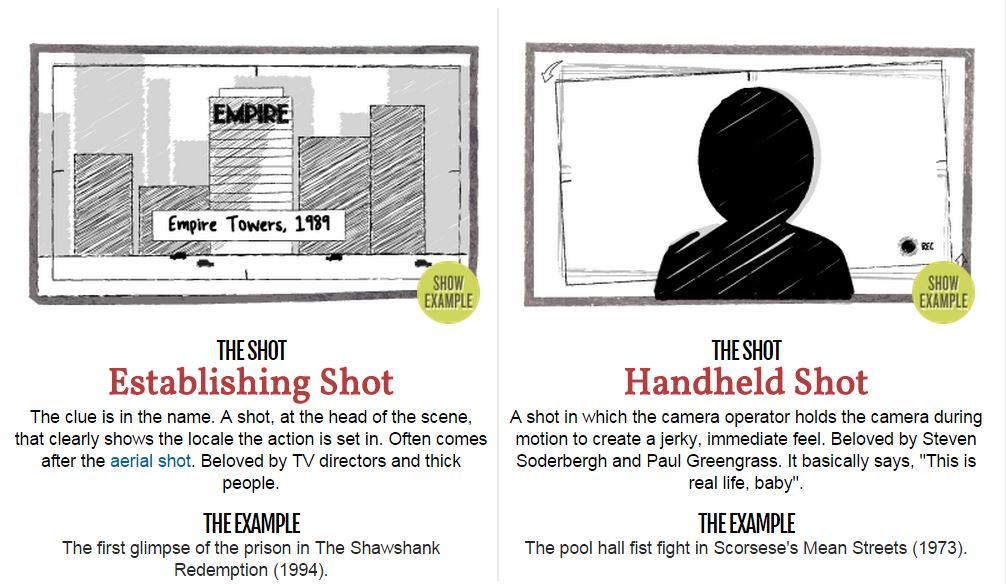 EMPIRE
Empire Towers, 1989
SHOW
EXAMPLE
THE SHOT
Establishing Shot
The clue is in the name. A shot, at the head of the scene,
that clearly shows the locale the action is set in. Often comes
after the aerial shot. Beloved by TV directors and thick
people.
THE EXAMPLE
The first glimpse of the prison in The Shawshank
Redemption (1994).
REC
SHOW
EXAMPLE
THE SHOT
Handheld Shot
A shot in which the camera operator holds the camera during
motion to create a jerky, immediate feel. Beloved by Steven
Soderbergh and Paul Greengrass. It basically says, "This is
real life, baby".
THE EXAMPLE
The pool hall fist fight in Scorsese's Mean Streets (1973).